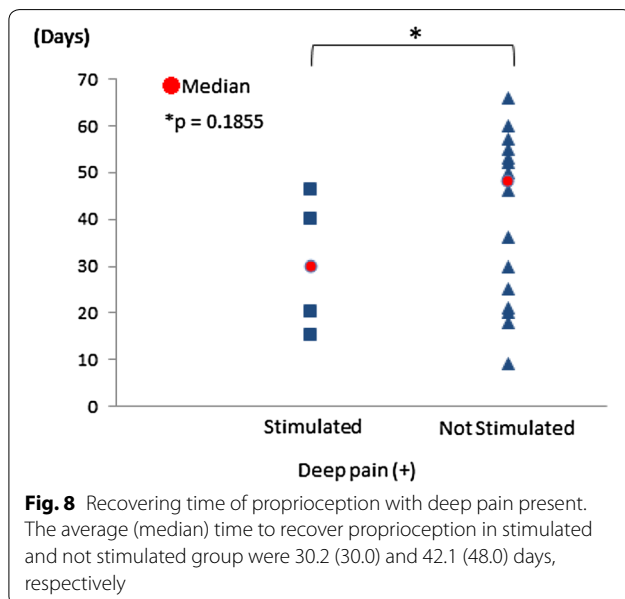 (Days)
*
70
Median
*p = 0.1855
60
50
40
30
20
10
0
Stimulated Not Stimulated
Deep pain (+)
Fig. 8 Recovering time of proprioception with deep pain present.
The average (median) time to recover proprioception in stimulated
and not stimulated group were 30.2 (30.0) and 42.1 (48.0) days,
respectively